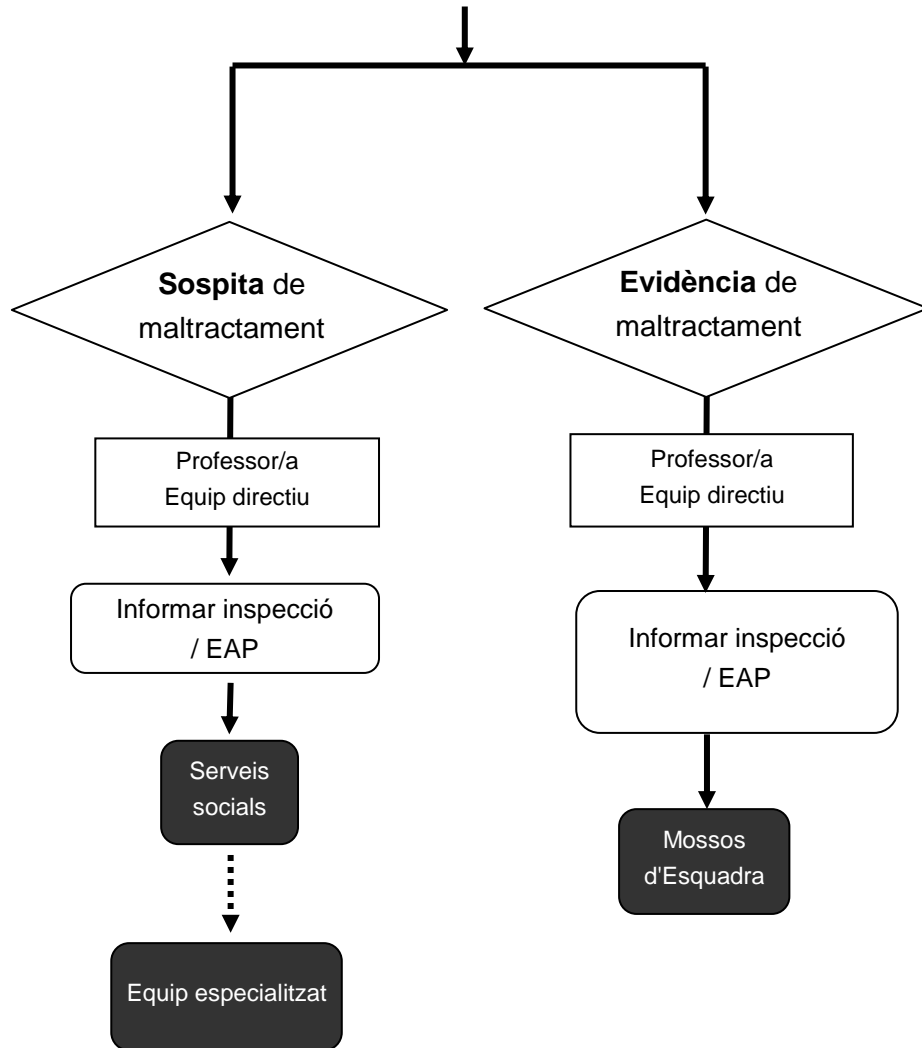 Sospita de
maltractament
Professor/a
Equip directiu
Informar inspecció
/ EAP
Serveis
socials
Equip especialitzat
Evidència de
maltractament
Professor/a
Equip directiu
Informar inspecció
/ EAP
Mossos
d'Esquadra